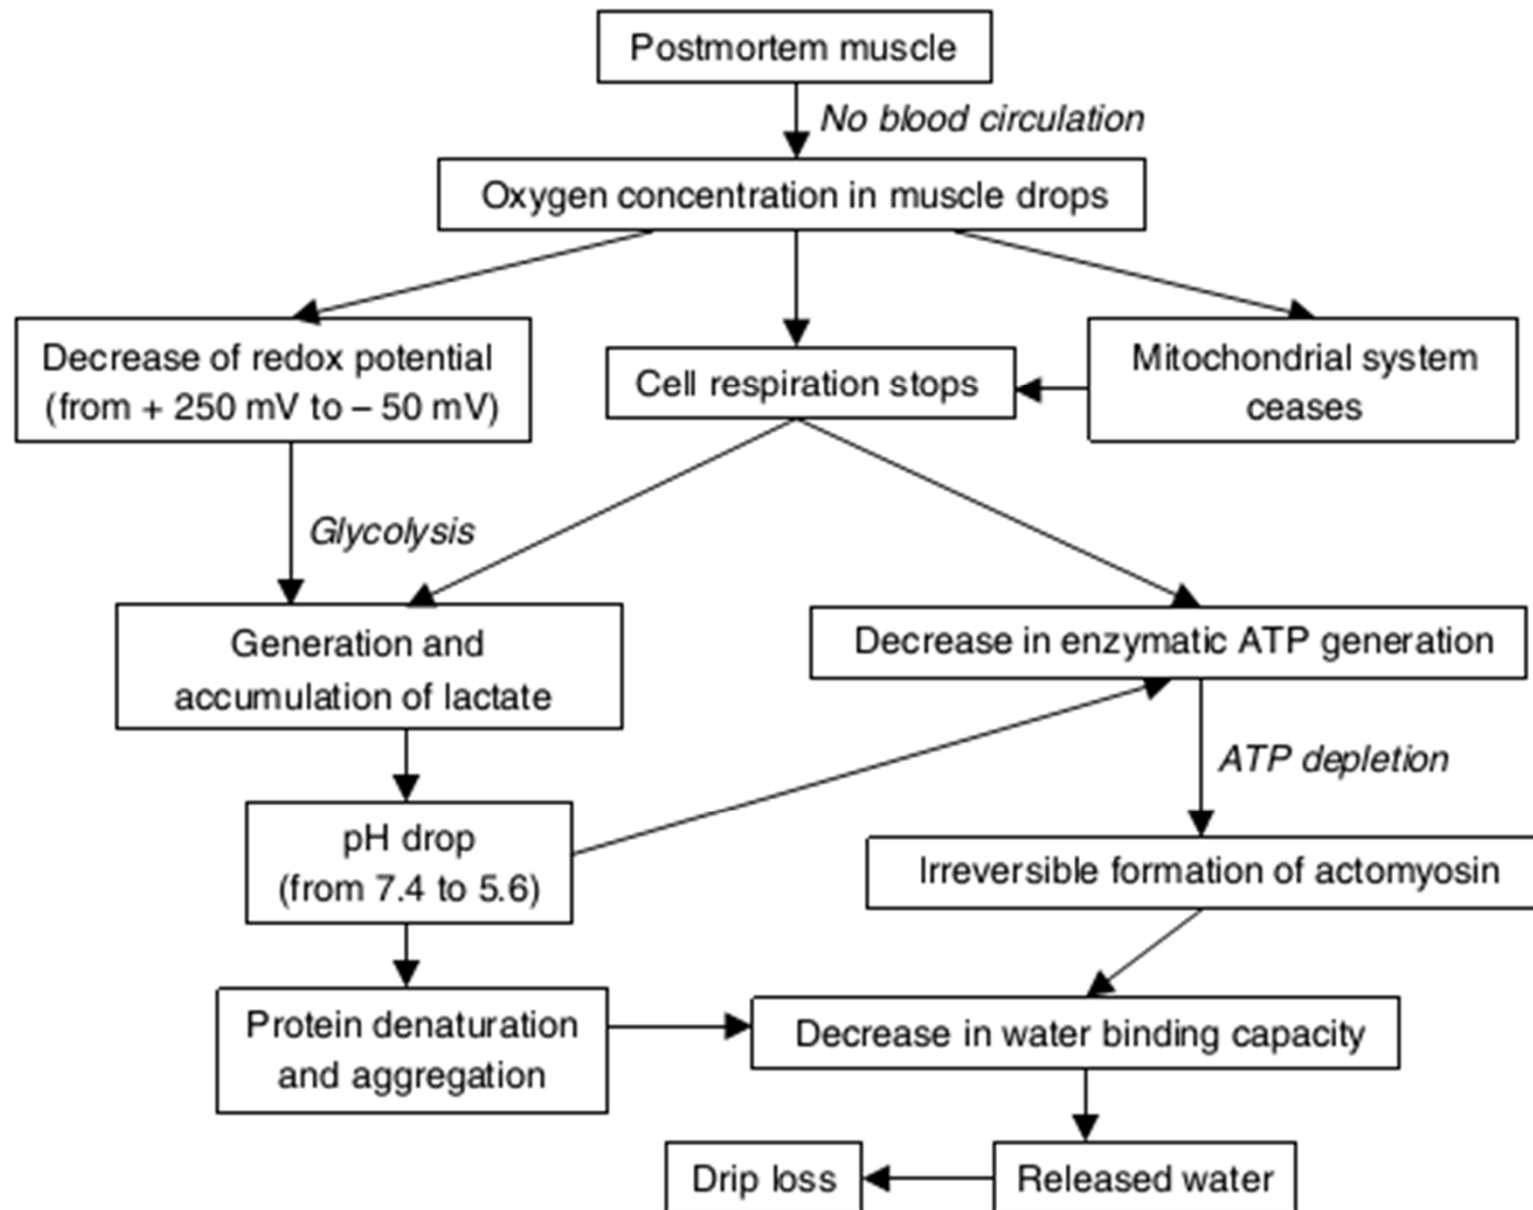 Postmortem muscle
No blood circulation
Oxygen concentration in muscle drops
Decrease of redox potential
(from + 250 mV to – 50 mV)
Cell respiration stops
Mitochondrial system
ceases
Glycolysis
Generation and
accumulation of lactate
Decrease in enzymatic ATP generation
ATP depletion
pH drop
(from 7.4 to 5.6)
Irreversible formation of actomyosin
Protein denaturation
and aggregation
Decrease in water binding capacity
Drip loss
Released water